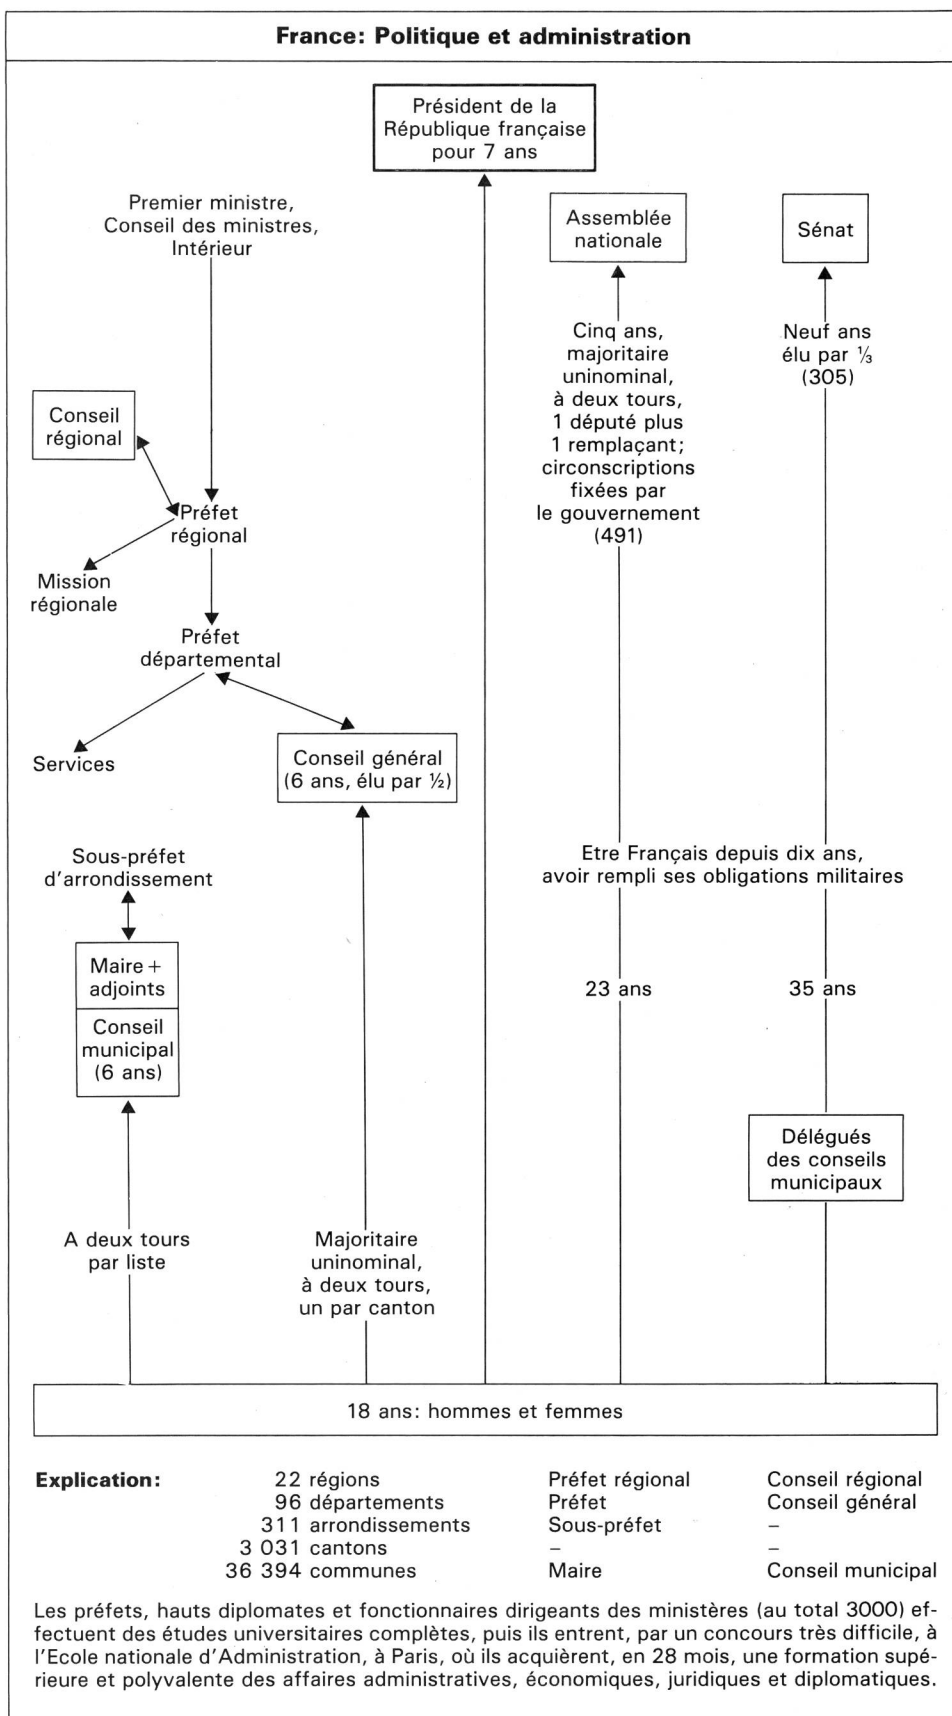 France: Politique et administration
Président de la
République française
pour 7 ans
Premier ministre,
Conseil des ministres,
Intérieur
Assemblée
nationale
Sénat
Cinq ans,
majoritaire
uninominal,
à deux tours,
1 député plus
1 remplaçant;
circonscriptions
fixées par
le gouvernement
(491)
Neuf ans
élu par ⅓
(305)
Conseil
régional
Préfet
régional
Mission
régionale
Préfet
départemental
Services
Conseil général
(6 ans, élu par ½)
Sous-préfet
d'arrondissement
Etre Français depuis dix ans,
avoir rempli ses obligations militaires
Maire +
adjoints
Conseil
municipal
(6 ans)
23 ans
35 ans
Délégués
des conseils
municipaux
A deux tours
par liste
Majoritaire
uninominal,
à deux tours,
un par canton
18 ans: hommes et femmes
Explication: 22 régions Préfet régional Conseil régional
96 départements Préfet Conseil général
311 arrondissements Sous-préfet –
3 031 cantons – –
36 394 communes Maire Conseil municipal
Les préfets, hauts diplomates et fonctionnaires dirigeants des ministères (au total 3000) ef-
fectuent des études universitaires complètes, puis ils entrent, par un concours très difficile, à
l'Ecole nationale d'Administration, à Paris, où ils acquièrent, en 28 mois, une formation supé-
rieure et polyvalente des affaires administratives, économiques, juridiques et diplomatiques.